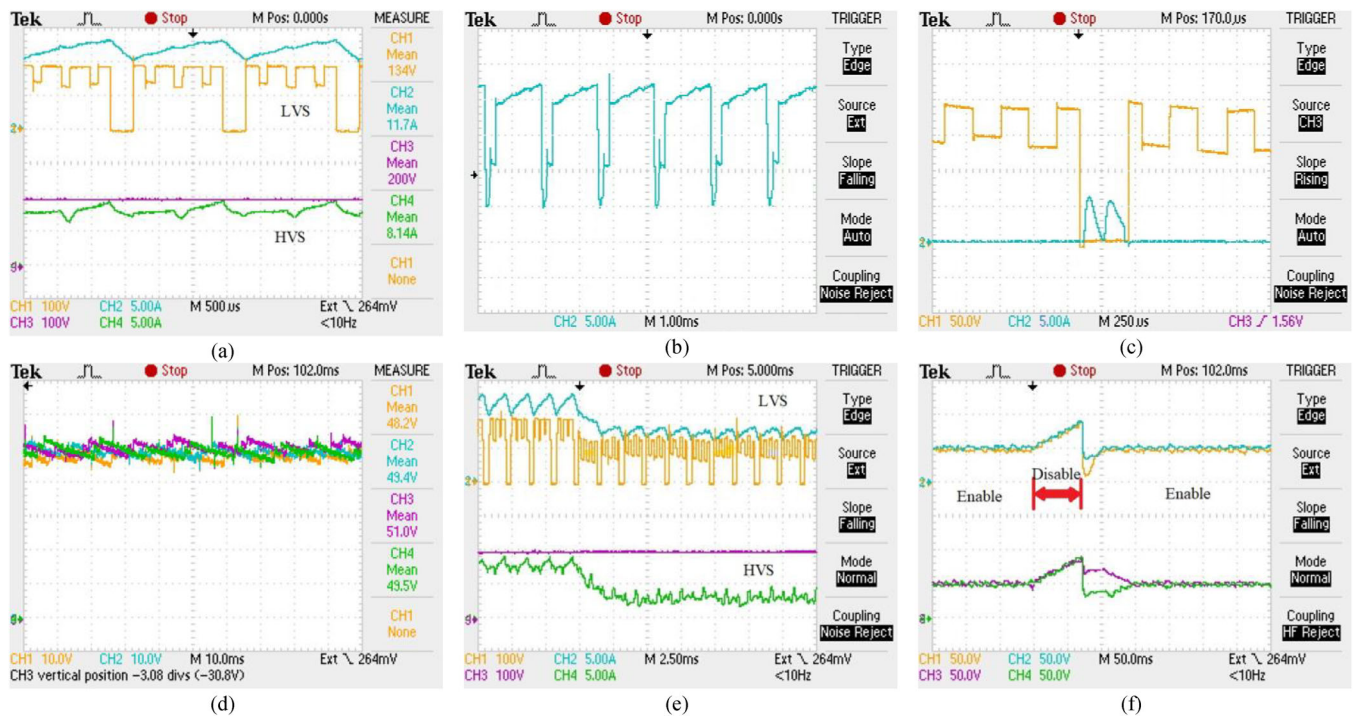 Tek Stop M Pos: 0.000s MEASURE
CH1
Mean
134V
CH2
Mean
11.7A
CH3
Mean
200V
CH4
Mean
8.14A
CH1
None
LVS
HVS
2
CH1 100V CH2 5.00A M 500µs Ext 264mV
CH3 100V CH4 5.00A <10Hz
(a)
Tek Stop M Pos: 0.000s TRIGGER
Type
Edge
Source
Ext
Slope
Falling
Mode
Auto
Coupling
Noise Reject
CH2 5.00A M 1.00ms
(b)
Tek Stop M Pos: 170.0µs TRIGGER
Type
Edge
Source
CH3
Slope
Rising
Mode
Auto
Coupling
Noise Reject
2
CH1 50.0V CH2 5.00A M 250µs CH3 1.56V
(c)
Tek Stop M Pos: 102.0ms MEASURE
CH1
Mean
48.2V
CH2
Mean
49.4V
CH3
Mean
51.0V
CH4
Mean
49.5V
CH1
None
CH1 10.0V CH2 10.0V M 10.0ms Ext 264mV
CH3 vertical position -3.08 divs (-30.8V)
(d)
Tek Stop M Pos: 5.000ms TRIGGER
Type
Edge
Source
Ext
Slope
Falling
Mode
Normal
Coupling
Noise Reject
LVS
HVS
2
CH1 100V CH2 5.00A M 2.50ms Ext 264mV
CH3 100V CH4 5.00A <10Hz
(e)
Tek Stop M Pos: 102.0ms TRIGGER
Type
Edge
Source
Ext
Slope
Falling
Mode
Normal
Coupling
HF Reject
Disable
Enable Enable
2
CH1 50.0V CH2 50.0V M 50.0ms Ext 264mV
CH3 50.0V CH4 50.0V <10Hz
(f)